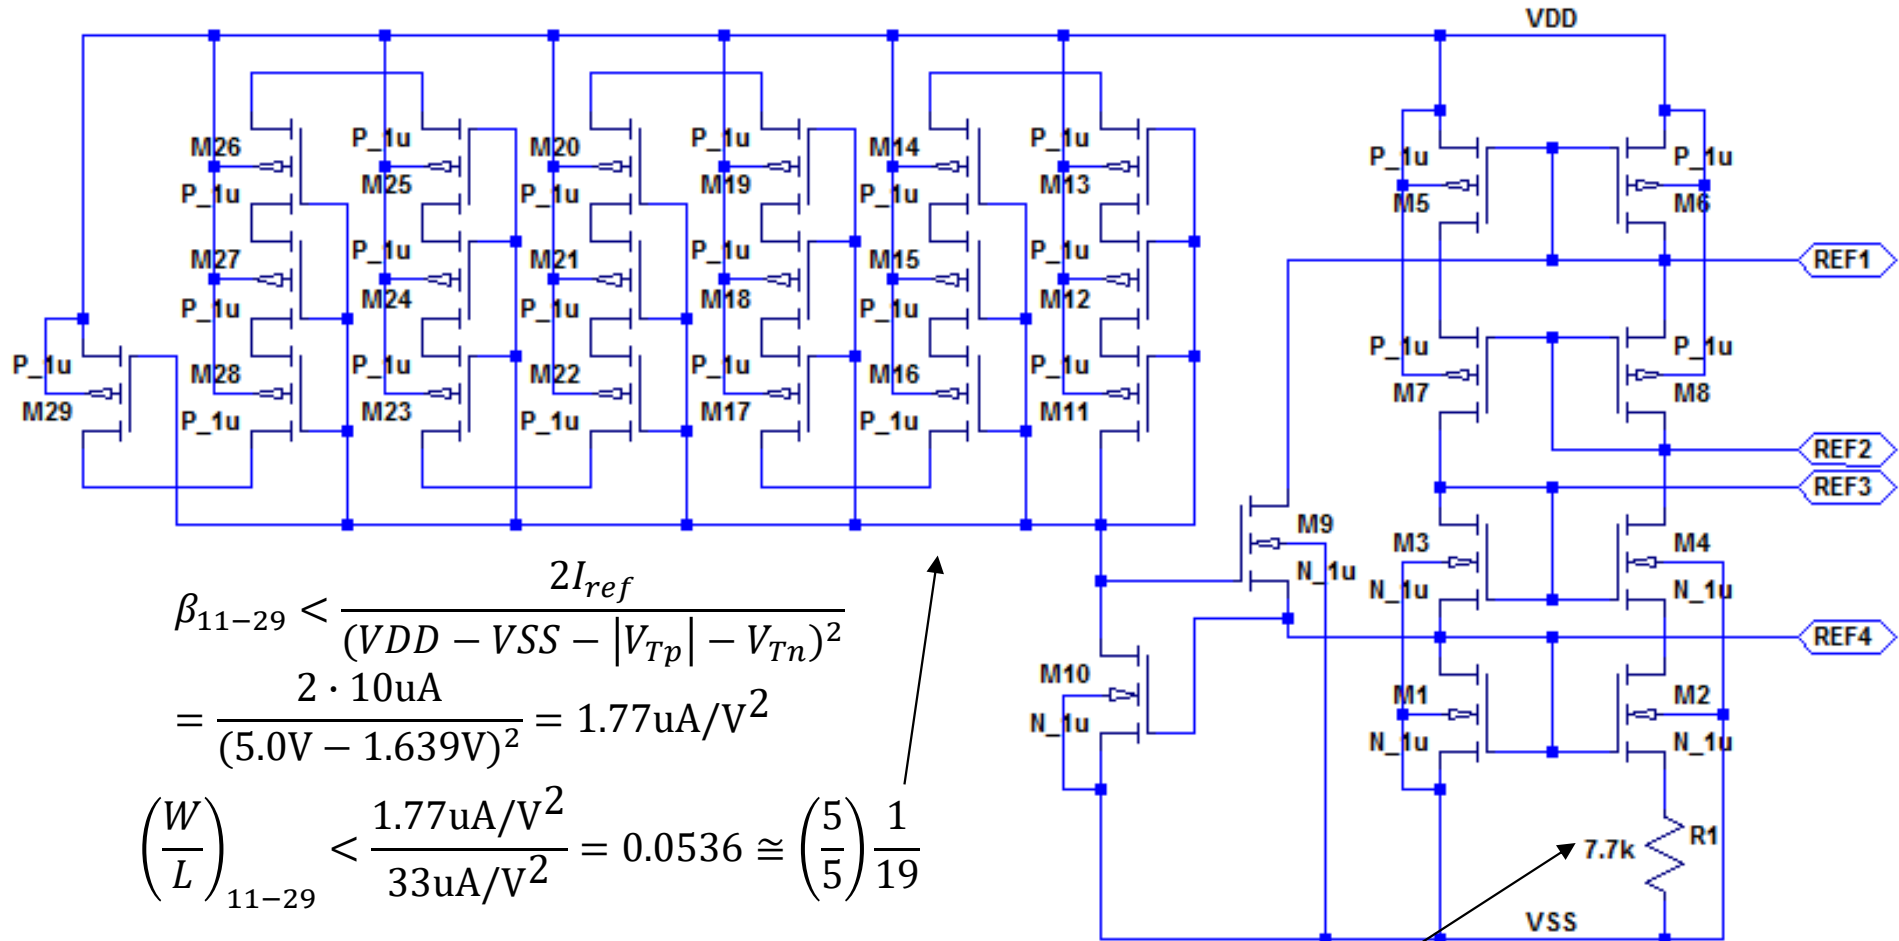 VDD
M26 P_1u M20 P_1u M14 P_1u
P_1u M25 P_1u M19 P_1u M13 P_1u P_1u
M5 M6
M27 P_1u M21 P_1u M15 P_1u REF1
P_1u M24 P_1u M18 P_1u M12
P_1u M28 P_1u M22 P_1u M16 P_1u P_1u P_1u
M29 P_1u M23 P_1u M17 P_1u M11 M7 M8
REF2
REF3
M9
N_1u
M3 M4
N_1u N_1u
β₁₁₋₂₉ < 2I_ref / (VDD − VSS − |V_Tp| − V_Tn)²
REF4
= 2 · 10uA / (5.0V − 1.639V)² = 1.77uA/V²
M10 M1 M2
N_1u N_1u N_1u
(W/L)₁₁₋₂₉ < 1.77uA/V² / 33uA/V² = 0.0536 ≅ (5/5) 1/19
7.7k R1
VSS